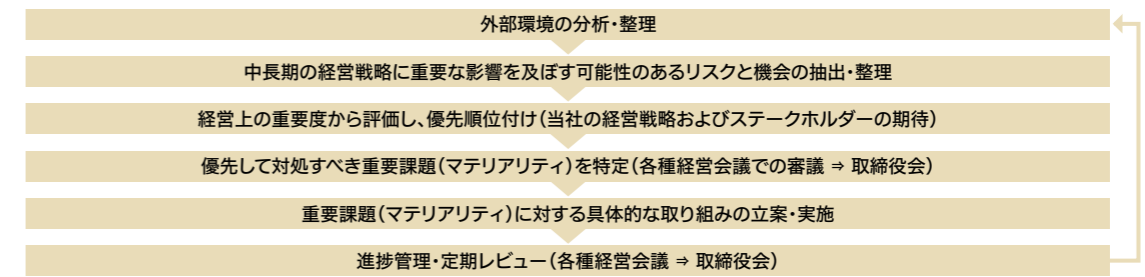 外部環境の分析・整理
中長期の経営戦略に重要な影響を及ぼす可能性のあるリスクと機会の抽出・整理
経営上の重要度から評価し、優先順位付け（当社の経営戦略およびステークホルダーの期待）
優先して対処すべき重要課題（マテリアリティ）を特定（各種経営会議での審議 ⇒ 取締役会）
重要課題（マテリアリティ）に対する具体的な取り組みの立案・実施
進捗管理・定期レビュー（各種経営会議 ⇒ 取締役会）